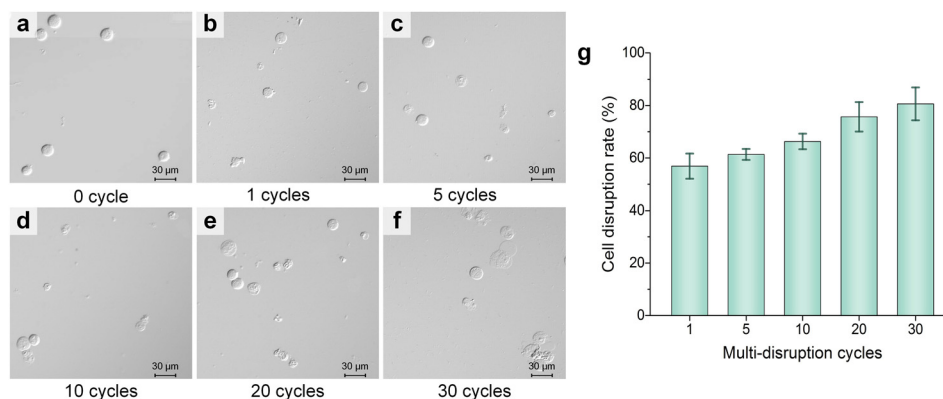 a
30 µm
0 cycle
b
30 µm
1 cycles
c
30 µm
5 cycles
d
30 µm
10 cycles
e
30 µm
20 cycles
f
30 µm
30 cycles
g
Cell disruption rate (%)
100
80
60
40
20
0
1 5 10 20 30
Multi-disruption cycles